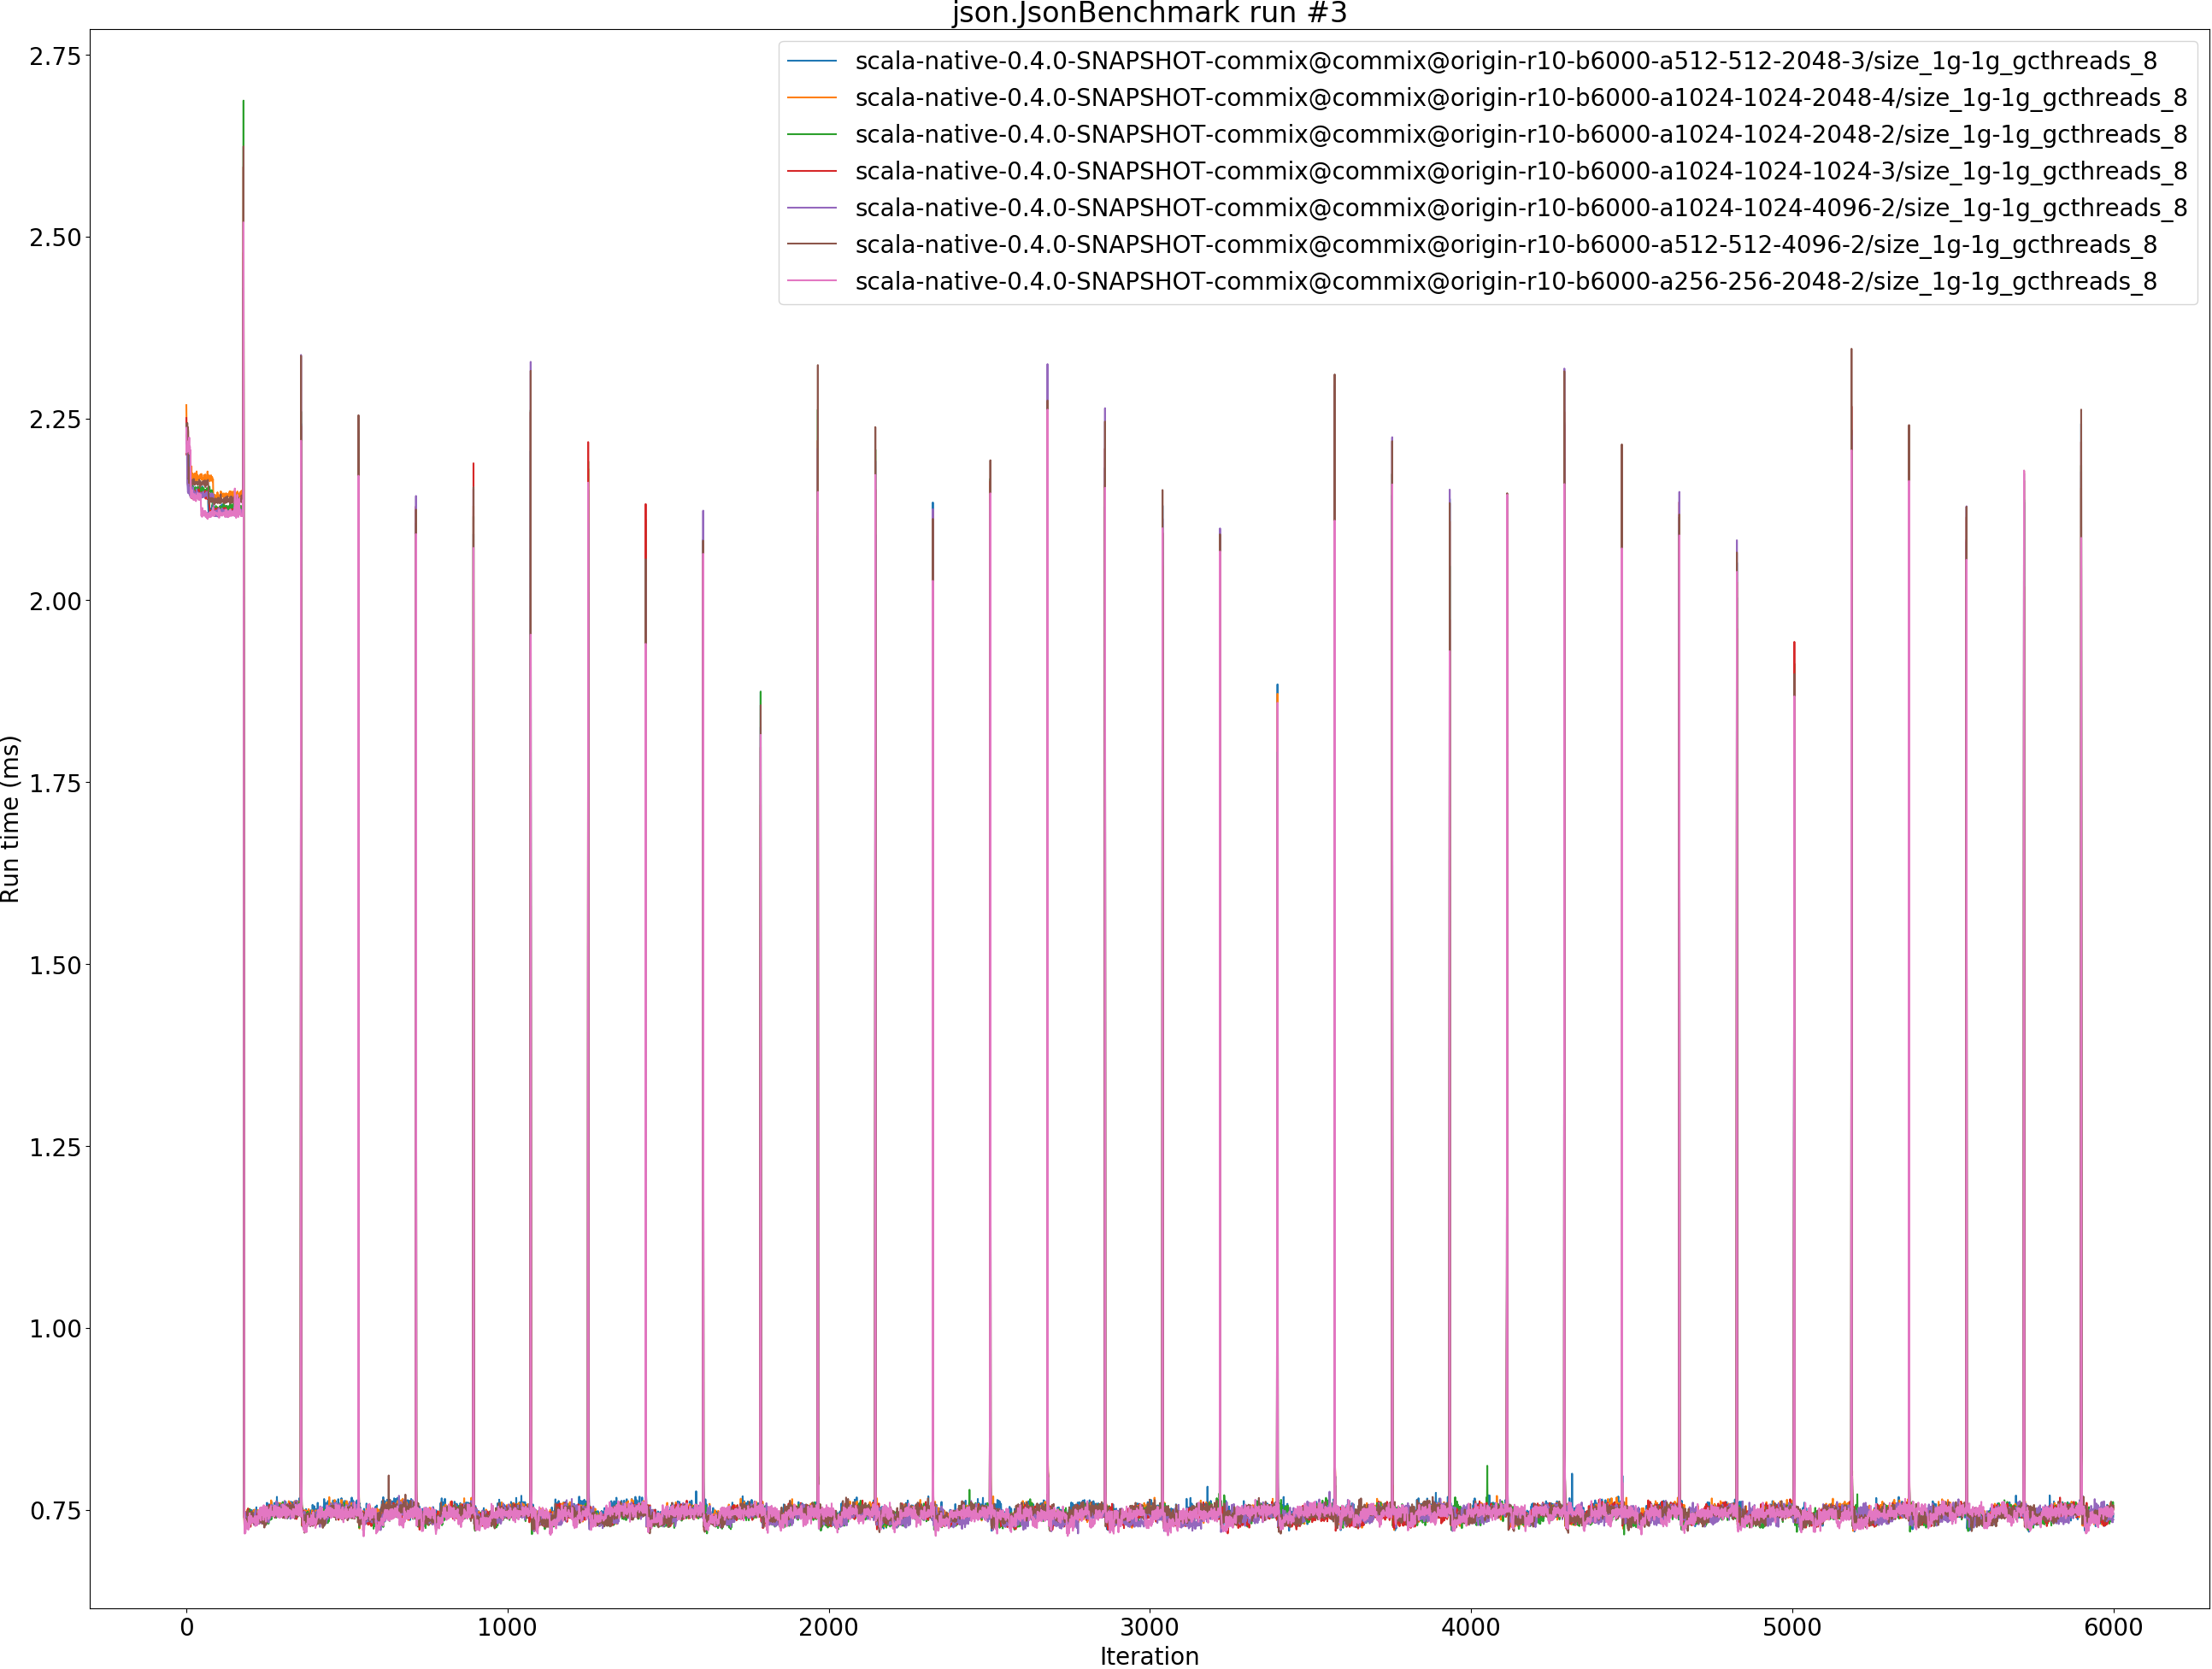 json.JsonBenchmark run #3
scala-native-0.4.0-SNAPSHOT-commix@commix@origin-r10-b6000-a512-512-2048-3/size_1g-1g_gcthreads_8
scala-native-0.4.0-SNAPSHOT-commix@commix@origin-r10-b6000-a1024-1024-2048-4/size_1g-1g_gcthreads_8
scala-native-0.4.0-SNAPSHOT-commix@commix@origin-r10-b6000-a1024-1024-2048-2/size_1g-1g_gcthreads_8
scala-native-0.4.0-SNAPSHOT-commix@commix@origin-r10-b6000-a1024-1024-1024-3/size_1g-1g_gcthreads_8
scala-native-0.4.0-SNAPSHOT-commix@commix@origin-r10-b6000-a1024-1024-4096-2/size_1g-1g_gcthreads_8
scala-native-0.4.0-SNAPSHOT-commix@commix@origin-r10-b6000-a512-512-4096-2/size_1g-1g_gcthreads_8
scala-native-0.4.0-SNAPSHOT-commix@commix@origin-r10-b6000-a256-256-2048-2/size_1g-1g_gcthreads_8
Run time (ms)
2.75
2.50
2.25
2.00
1.75
1.50
1.25
1.00
0.75
0 1000 2000 3000 4000 5000 6000
Iteration